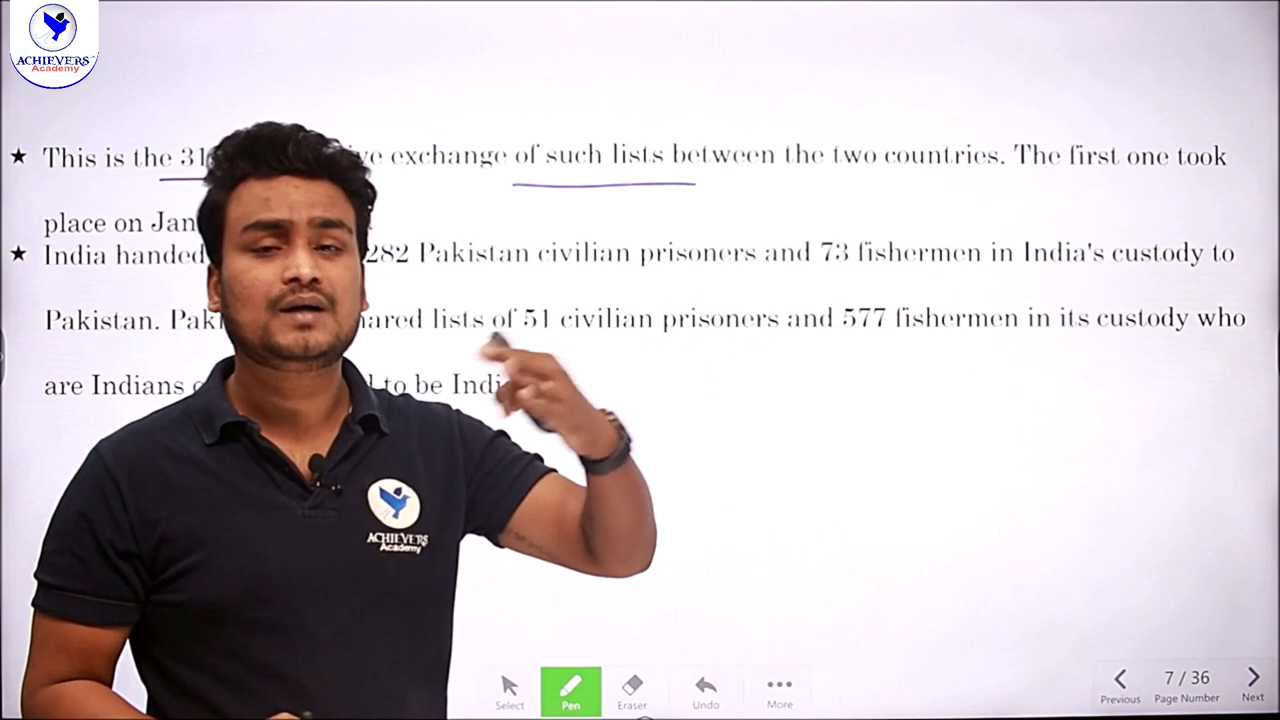 ACHIEVERS
Academy
This is the 31 ve exchange of such lists between the two countries. The first one took
place on Jan
India handed 282 Pakistan civilian prisoners and 73 fishermen in India's custody to
Pakistan. Pak hared lists of 51 civilian prisoners and 577 fishermen in its custody who
are Indians to be Indi
ACHIEVERS
Academy
Select
Pen
Eraser
Undo
More
Previous
7 / 36
Page Number
Next